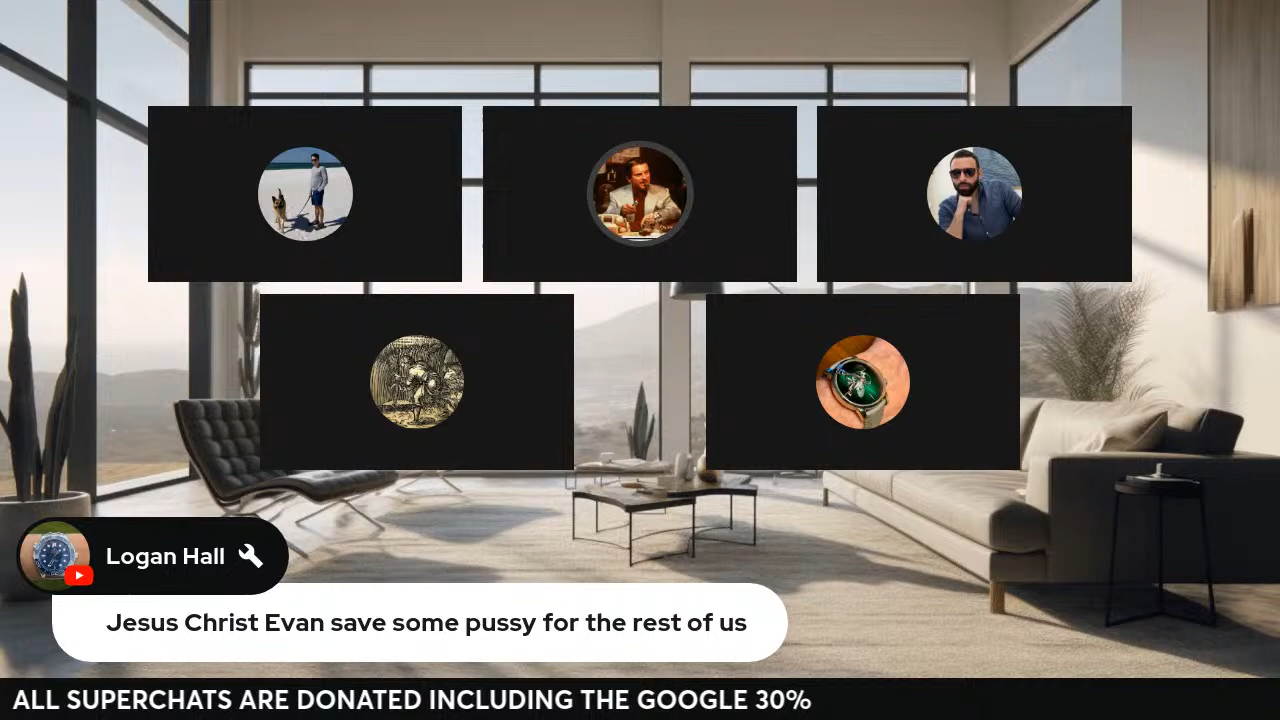 Logan Hall
Jesus Christ Evan save some pussy for the rest of us
ALL SUPERCHATS ARE DONATED INCLUDING THE GOOGLE 30%